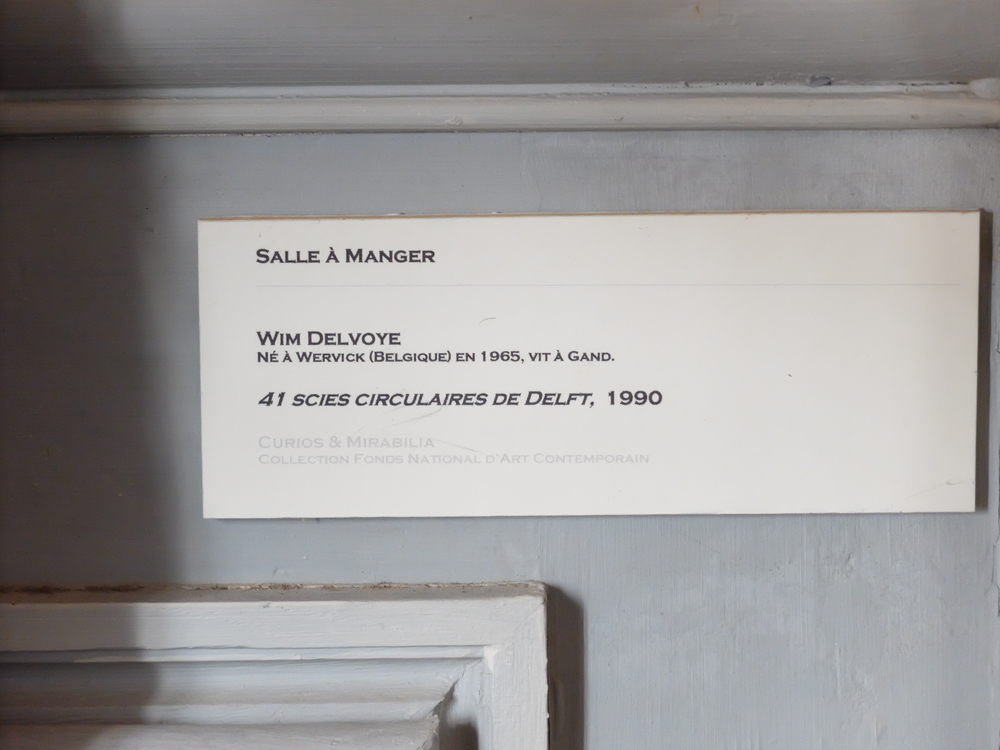 Salle à Manger
Wim Delvoye
Né à Wervick (Belgique) en 1965, vit à Gand.
41 scies circulaires de Delft, 1990
Curios & Mirabilia
Collection Fonds National d'Art Contemporain